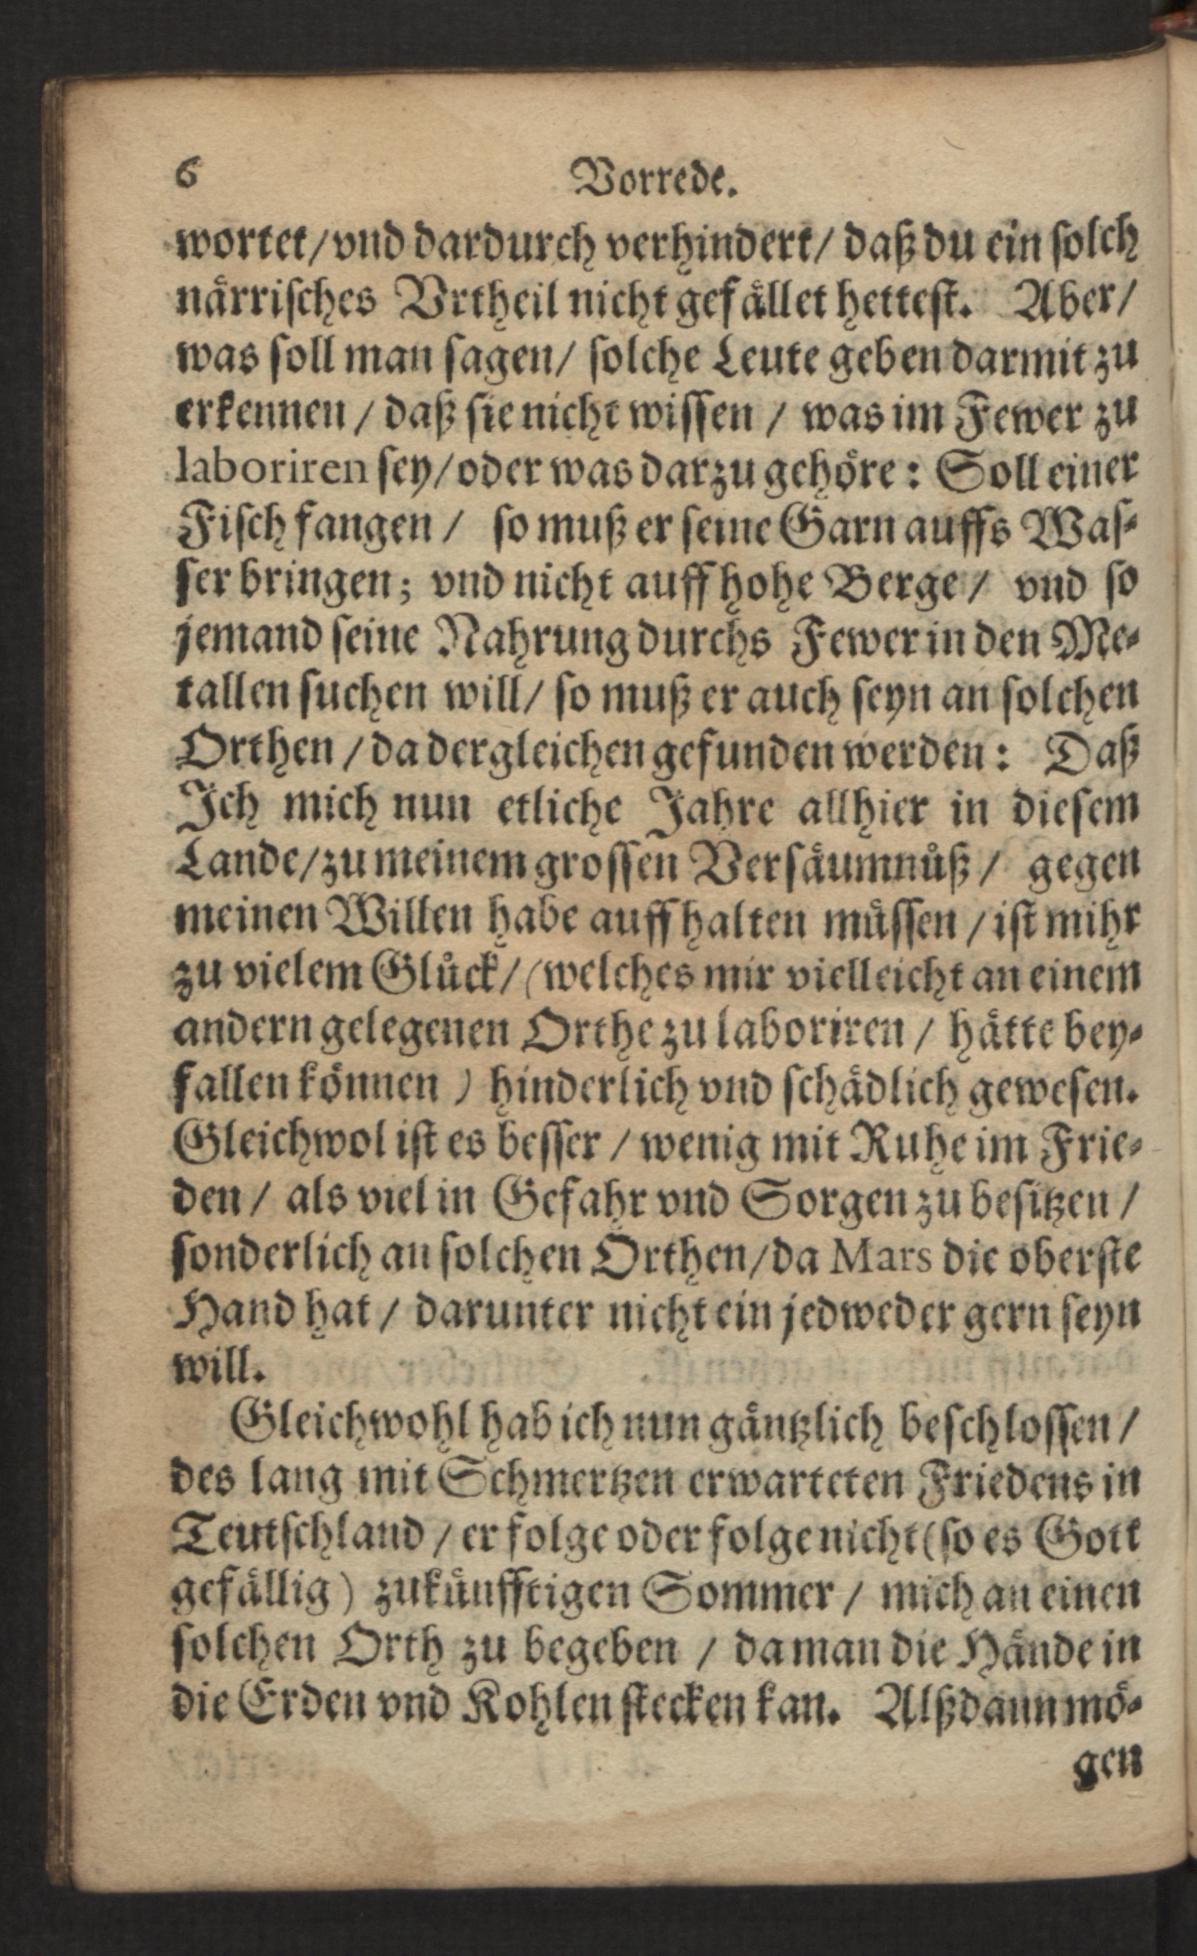 6 Vorrede.
wortet/vnd dardurch verhindert/ daß du ein solch
närrisches Vrtheil nicht gefället hettest. Aber/
was soll man sagen/ solche Leute geben darmit zu
erkennen / daß sie nicht wissen / was im Fewer zu
laboriren sey/oder was darzu gehöre: Soll einer
Fisch fangen / so muß er seine Garn auffs Was-
ser bringen; vnd nicht auff hohe Berge / vnd so
jemand seine Nahrung durchs Fewer in den Me-
tallen suchen will/ so muß er auch seyn an solchen
Orthen / da dergleichen gefunden werden: Daß
Ich mich nun etliche Jahre allhier in diesem
Lande/zu meinem grossen Versäumnüß / gegen
meinen Willen habe auffhalten müssen / ist mihr
zu vielem Glück/ (welches mir vielleicht an einem
andern gelegenen Orthe zu laboriren / hätte bey-
fallen können ) hinderlich vnd schädlich gewesen.
Gleichwol ist es besser / wenig mit Ruhe im Frie-
den / als viel in Gefahr vnd Sorgen zu besitzen /
sonderlich an solchen Orthen/da Mars die oberste
Hand hat / darunter nicht ein jedweder gern seyn
will.
Gleichwohl hab ich nun gäntzlich beschlossen /
des lang mit Schmertzen erwarteten Friedens in
Teutschland / er folge oder folge nicht (so es Gott
gefällig) zukünfftigen Sommer / mich an einen
solchen Orth zu begeben / da man die Hände in
die Erden vnd Kohlen stecken kan. Alßdann mö-
gen